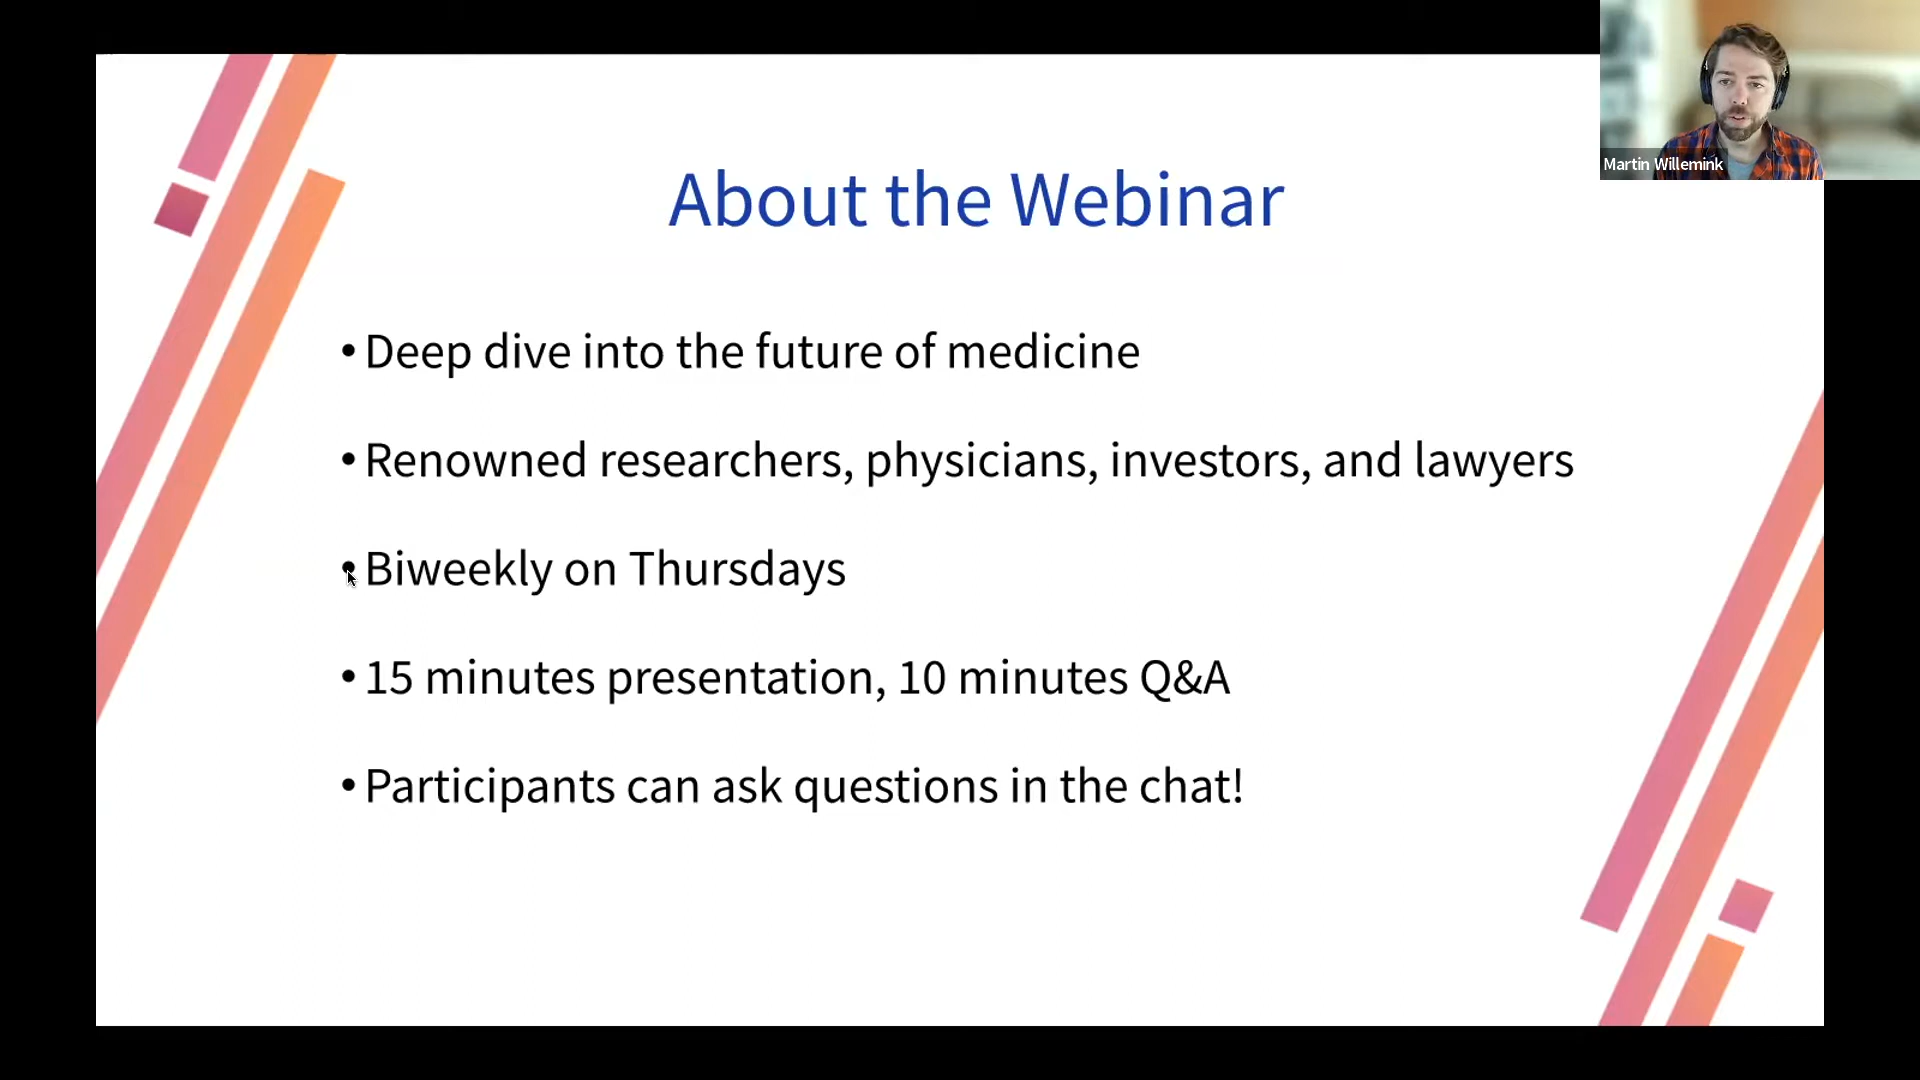 Martin Willemink
About the Webinar
• Deep dive into the future of medicine
• Renowned researchers, physicians, investors, and lawyers
• Biweekly on Thursdays
• 15 minutes presentation, 10 minutes Q&A
• Participants can ask questions in the chat!